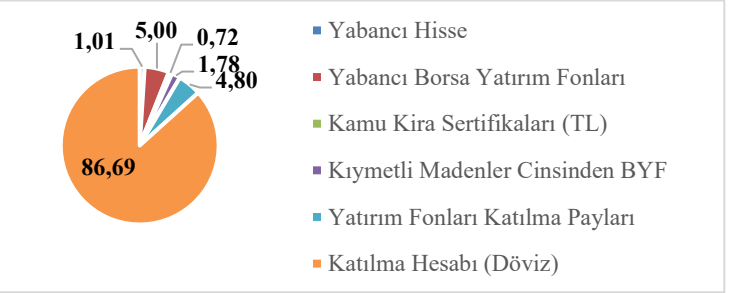 1,01
5,00
0,72
1,78
4,80
86,69
Yabancı Hisse
Yabancı Borsa Yatırım Fonları
Kamu Kira Sertifikaları (TL)
Kıymetli Madenler Cinsinden BYF
Yatırım Fonları Katılma Payları
Katılma Hesabı (Döviz)